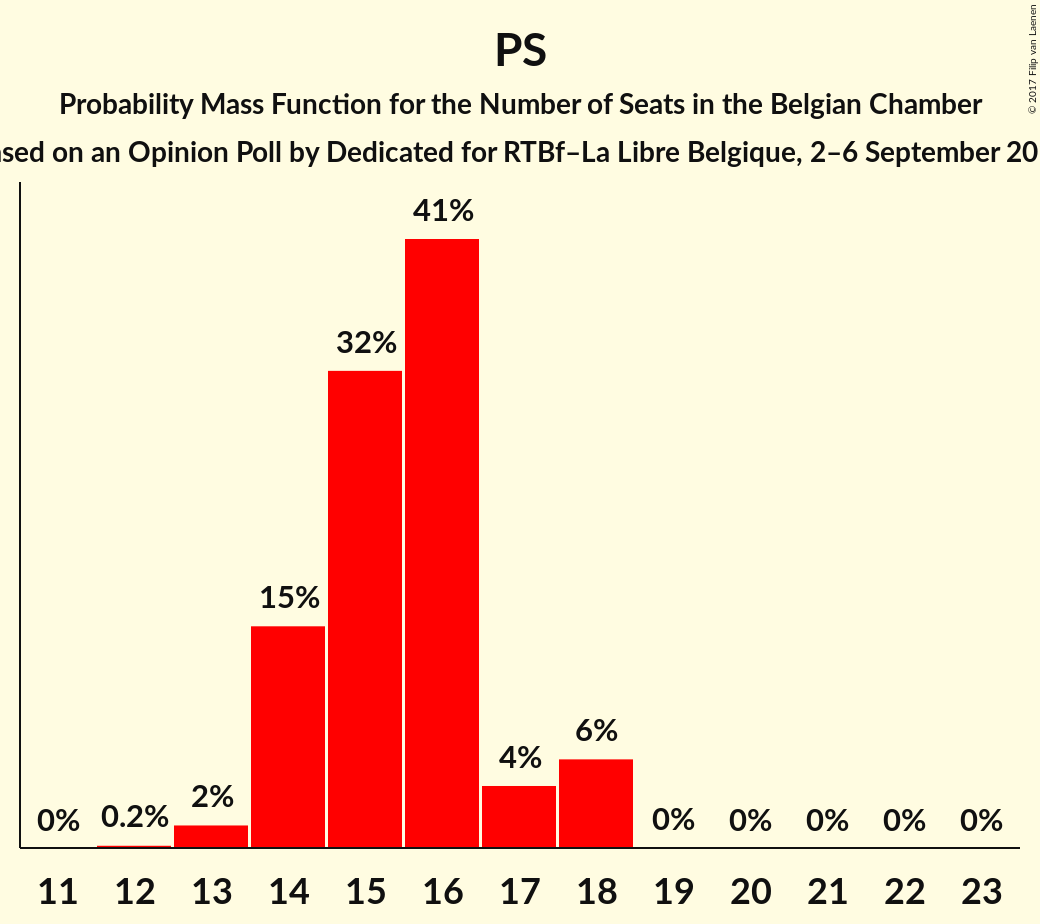 PS
Probability Mass Function for the Number of Seats in the Belgian Chamber
on an Opinion Poll by Dedicated for RTBf–La Libre Belgique, 2–6 September
© 2017 Filip van Laenen
41%
32%
15%
6%
4%
2%
0% 0.2% 0% 0% 0% 0% 0%
11 12 13 14 15 16 17 18 19 20 21 22 23